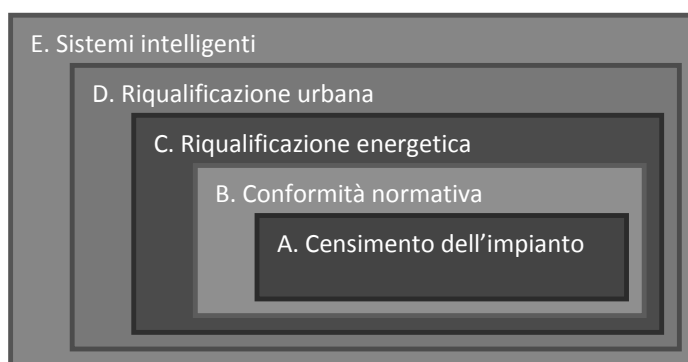 E. Sistemi intelligenti
D. Riqualificazione urbana
C. Riqualificazione energetica
B. Conformità normativa
A. Censimento dell’impianto